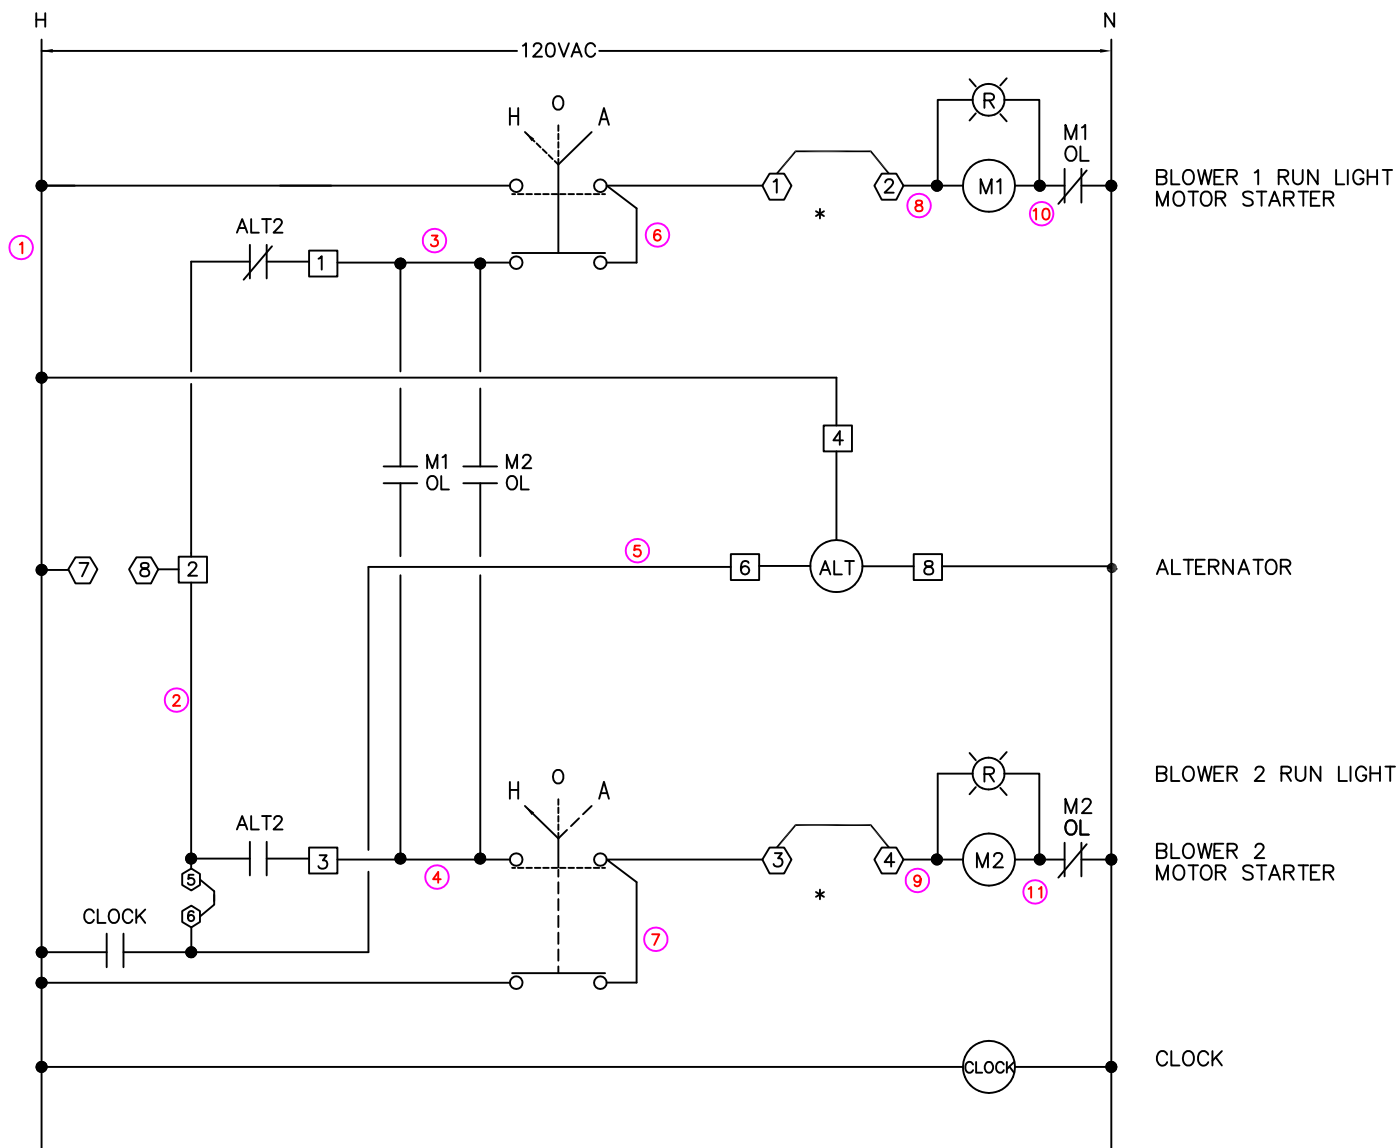 H
N
120VAC
O
H
A
R
M1
OL
1
2
M1
BLOWER 1 RUN LIGHT
MOTOR STARTER
8
10
ALT2
3
6
1
1
*
4
M1
OL
M2
OL
5
7
8
2
6
ALT
8
ALTERNATOR
2
O
H
A
R
BLOWER 2 RUN LIGHT
M2
OL
ALT2
3
3
4
M2
BLOWER 2
MOTOR STARTER
4
9
11
*
5
6
CLOCK
7
CLOCK
CLOCK